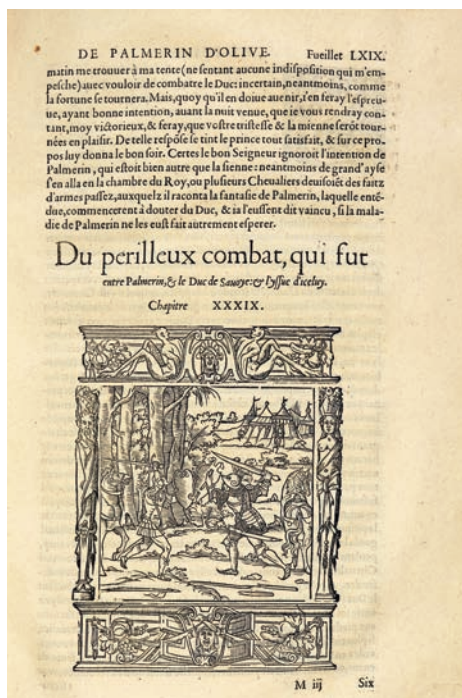 DE PALMERIN D'OLIVE. Fueillet LXIX.
matin me trouuer à ma tente (ne sentant aucune indisposition qui m'em-
pesche) auec vouloir de combatre le Duc: incertain, neantmoins, comme
la fortune se tournera. Mais, quoy qu'il en doiue auenir, i'en feray l'espreu-
ue, ayant bonne intention, auant la nuit venue, que ie vous rendray con-
tant, moy victorieux, & feray, que vostre tristesse & la mienne serõt tour-
nées en plaisir. De telle respõse se tint le prince tout satisfait, & sur ce pro-
pos luy donna le bon soir. Certes le bon Seigneur ignoroit l'intention de
Palmerin, qui estoit bien autre que la sienne: neantmoins de grand' ayse
s'en alla en la chambre du Roy, ou plusieurs Cheualiers deuisoiẽt des faitz
d'armes passez, auxquelz il raconta la fantasie de Palmerin, laquelle entẽ-
due, commencerent à douter du Duc, & ia l'eussent dit vaincu, si la mala-
die de Palmerin ne les eust fait autrement esperer.
Du perilleux combat, qui fut
entre Palmerin, & le Duc de Sauoye: & l'yssue d'iceluy.
Chapitre XXXIX.
M iij Six